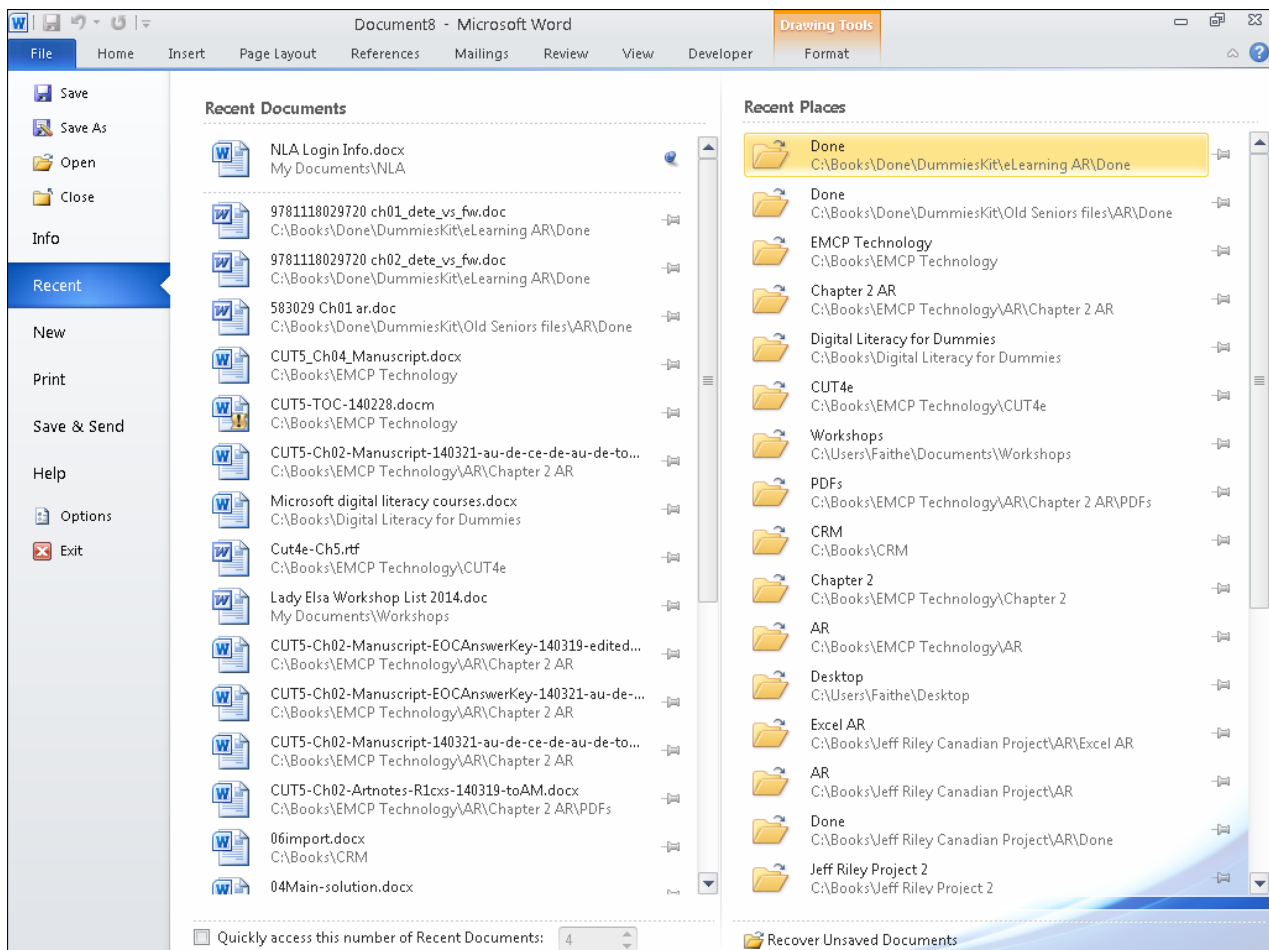 Document8 - Microsoft Word
Drawing Tools
File Home Insert Page Layout References Mailings Review View Developer Format
Save
Save As
Open
Close
Info
Recent
New
Print
Save & Send
Help
Options
Exit
Recent Documents
NLA Login Info.docx
My Documents\NLA
9781118029720 ch01_dete_vs_fw.doc
C:\Books\Done\DummiesKit\eLearning AR\Done
9781118029720 ch02_dete_vs_fw.doc
C:\Books\Done\DummiesKit\eLearning AR\Done
583029 Ch01 ar.doc
C:\Books\Done\DummiesKit\Old Seniors files\AR\Done
CUT5_Ch04_Manuscript.docx
C:\Books\EMCP Technology
CUT5-TOC-140228.docm
C:\Books\EMCP Technology
CUT5-Ch02-Manuscript-140321-au-de-ce-de-au-de-to...
C:\Books\EMCP Technology\AR\Chapter 2 AR
Microsoft digital literacy courses.docx
C:\Books\Digital Literacy for Dummies
Cut4e-Ch5.rtf
C:\Books\EMCP Technology\CUT4e
Lady Elsa Workshop List 2014.doc
My Documents\Workshops
CUT5-Ch02-Manuscript-EOCAnswerKey-140319-edited...
C:\Books\EMCP Technology\AR\Chapter 2 AR
CUT5-Ch02-Manuscript-EOCAnswerKey-140321-au-de-...
C:\Books\EMCP Technology\AR\Chapter 2 AR
CUT5-Ch02-Manuscript-140321-au-de-ce-de-au-de-to...
C:\Books\EMCP Technology\AR\Chapter 2 AR
CUT5-Ch02-Artnotes-R1cxs-140319-toAM.docx
C:\Books\EMCP Technology\AR\Chapter 2 AR\PDFs
06import.docx
C:\Books\CRM
04Main-solution.docx
Quickly access this number of Recent Documents: 4
Recent Places
Done
C:\Books\Done\DummiesKit\eLearning AR\Done
Done
C:\Books\Done\DummiesKit\Old Seniors files\AR\Done
EMCP Technology
C:\Books\EMCP Technology
Chapter 2 AR
C:\Books\EMCP Technology\AR\Chapter 2 AR
Digital Literacy for Dummies
C:\Books\Digital Literacy for Dummies
CUT4e
C:\Books\EMCP Technology\CUT4e
Workshops
C:\Users\Faithe\Documents\Workshops
PDFs
C:\Books\EMCP Technology\AR\Chapter 2 AR\PDFs
CRM
C:\Books\CRM
Chapter 2
C:\Books\EMCP Technology\Chapter 2
AR
C:\Books\EMCP Technology\AR
Desktop
C:\Users\Faithe\Desktop
Excel AR
C:\Books\Jeff Riley Canadian Project\AR\Excel AR
AR
C:\Books\Jeff Riley Canadian Project\AR
Done
C:\Books\Jeff Riley Canadian Project\AR\Done
Jeff Riley Project 2
C:\Books\Jeff Riley Project 2
Recover Unsaved Documents